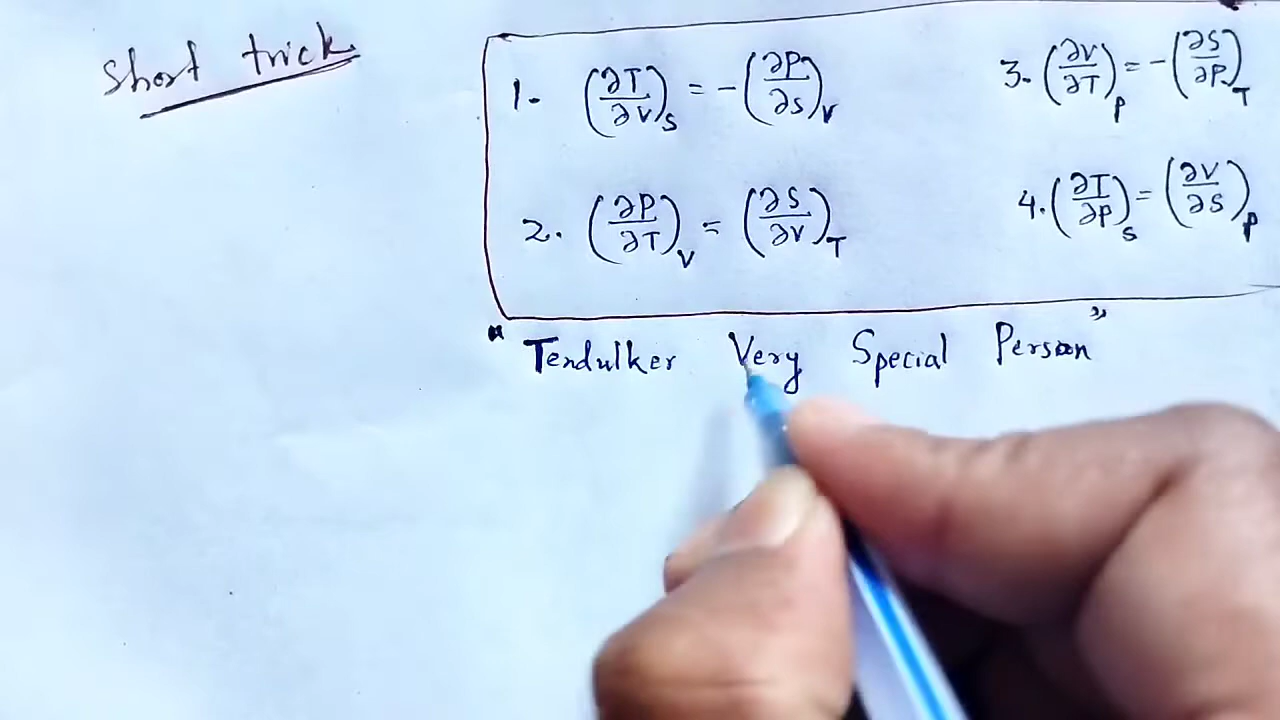 Short trick
1. (∂T/∂V)_S = -(∂P/∂S)_V
3. (∂V/∂T)_P = -(∂S/∂P)_T
2. (∂P/∂T)_V = (∂S/∂V)_T
4. (∂T/∂P)_S = (∂V/∂S)_P
"Tendulker Very Special Person"